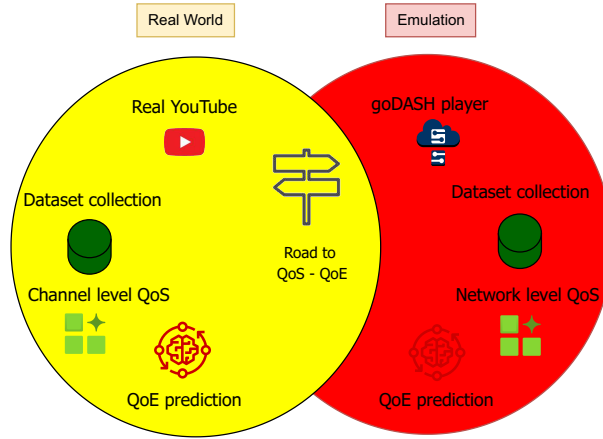 Real World
Emulation
Real YouTube
goDASH player
Dataset collection
Dataset collection
Road to
QoS - QoE
Channel level QoS
Network level QoS
QoE prediction
QoE prediction